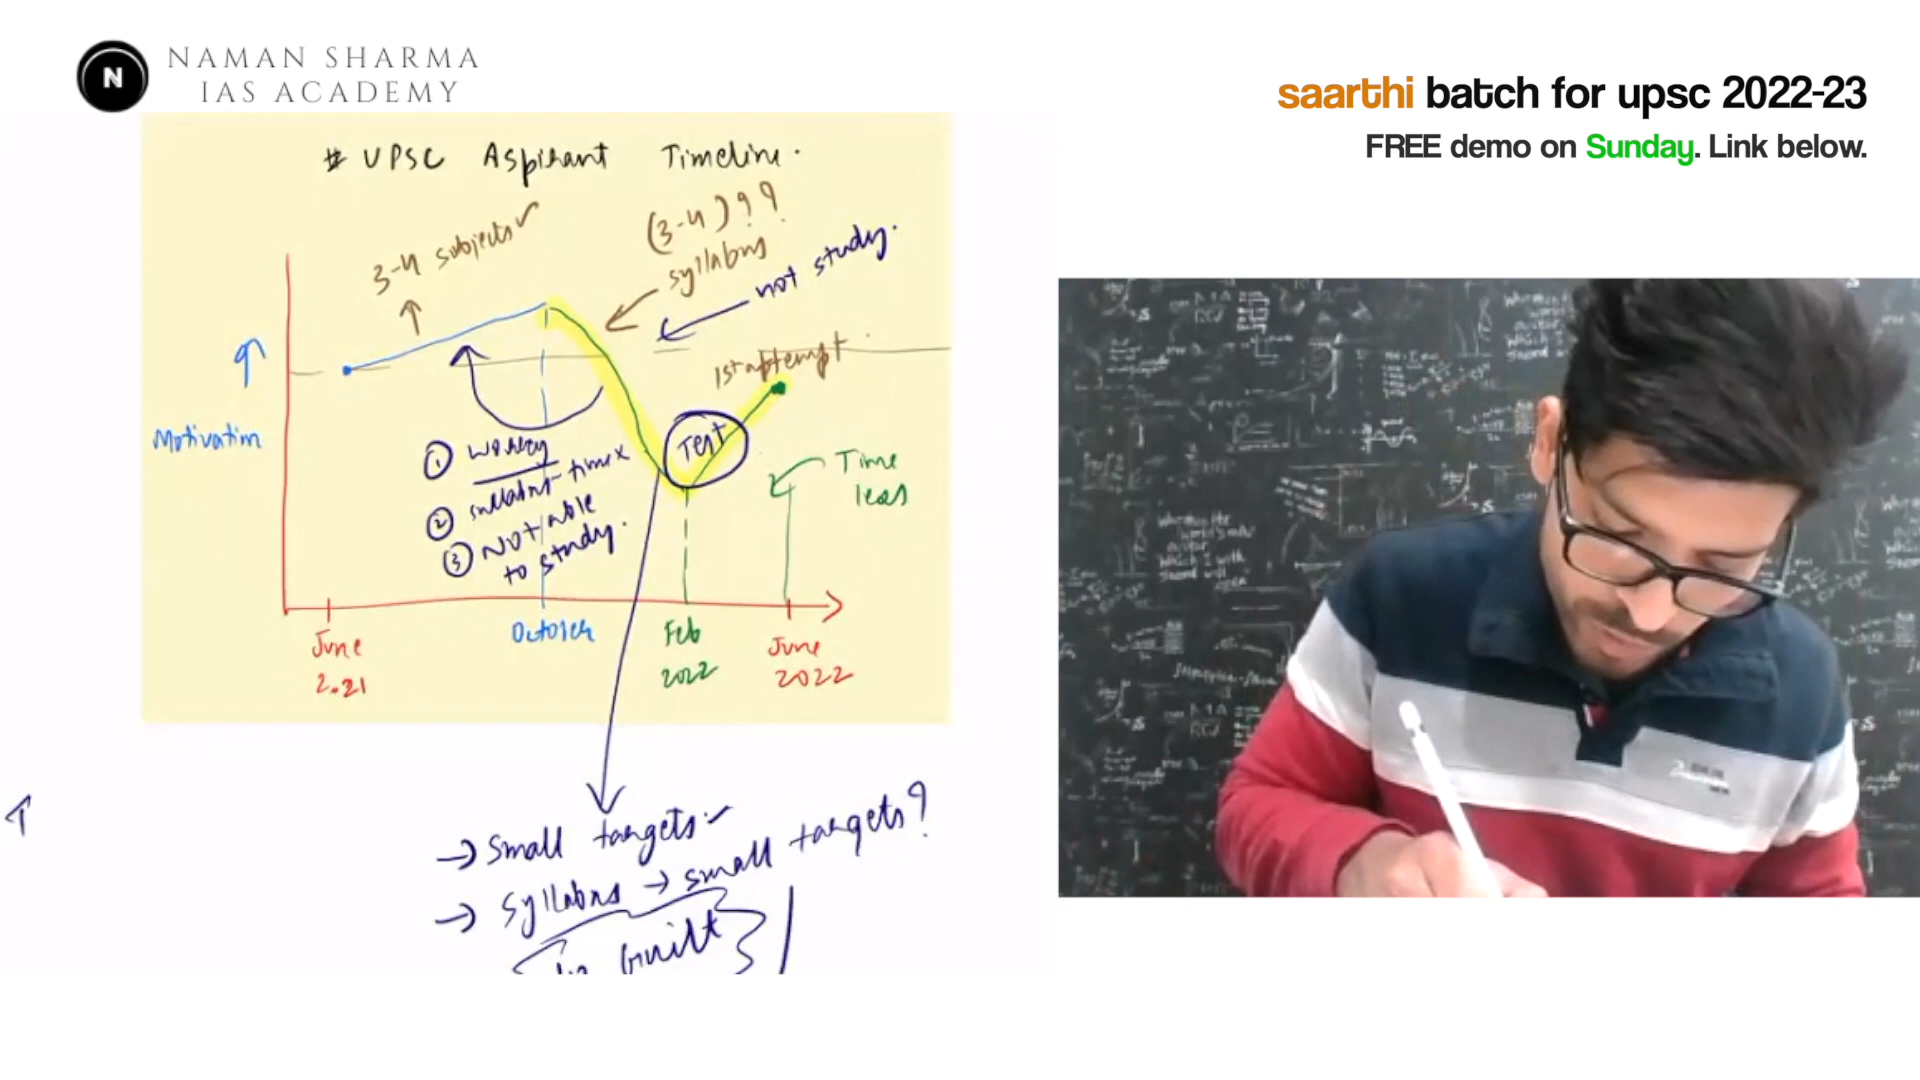 N
NAMAN SHARMA
IAS ACADEMY
saarthi batch for upsc 2022-23
FREE demo on Sunday. Link below.
# UPSC Aspirant Timeline.
3-4 subjects
(3-4)??
syllabus
not study.
1st attempt
Motivation
Test
① worry
time x
② syllabus
③ Not able
to study.
Time
less
June
2021
October
Feb
2022
June
2022
→ Small targets
→ Syllabus → small targets?
Guilt